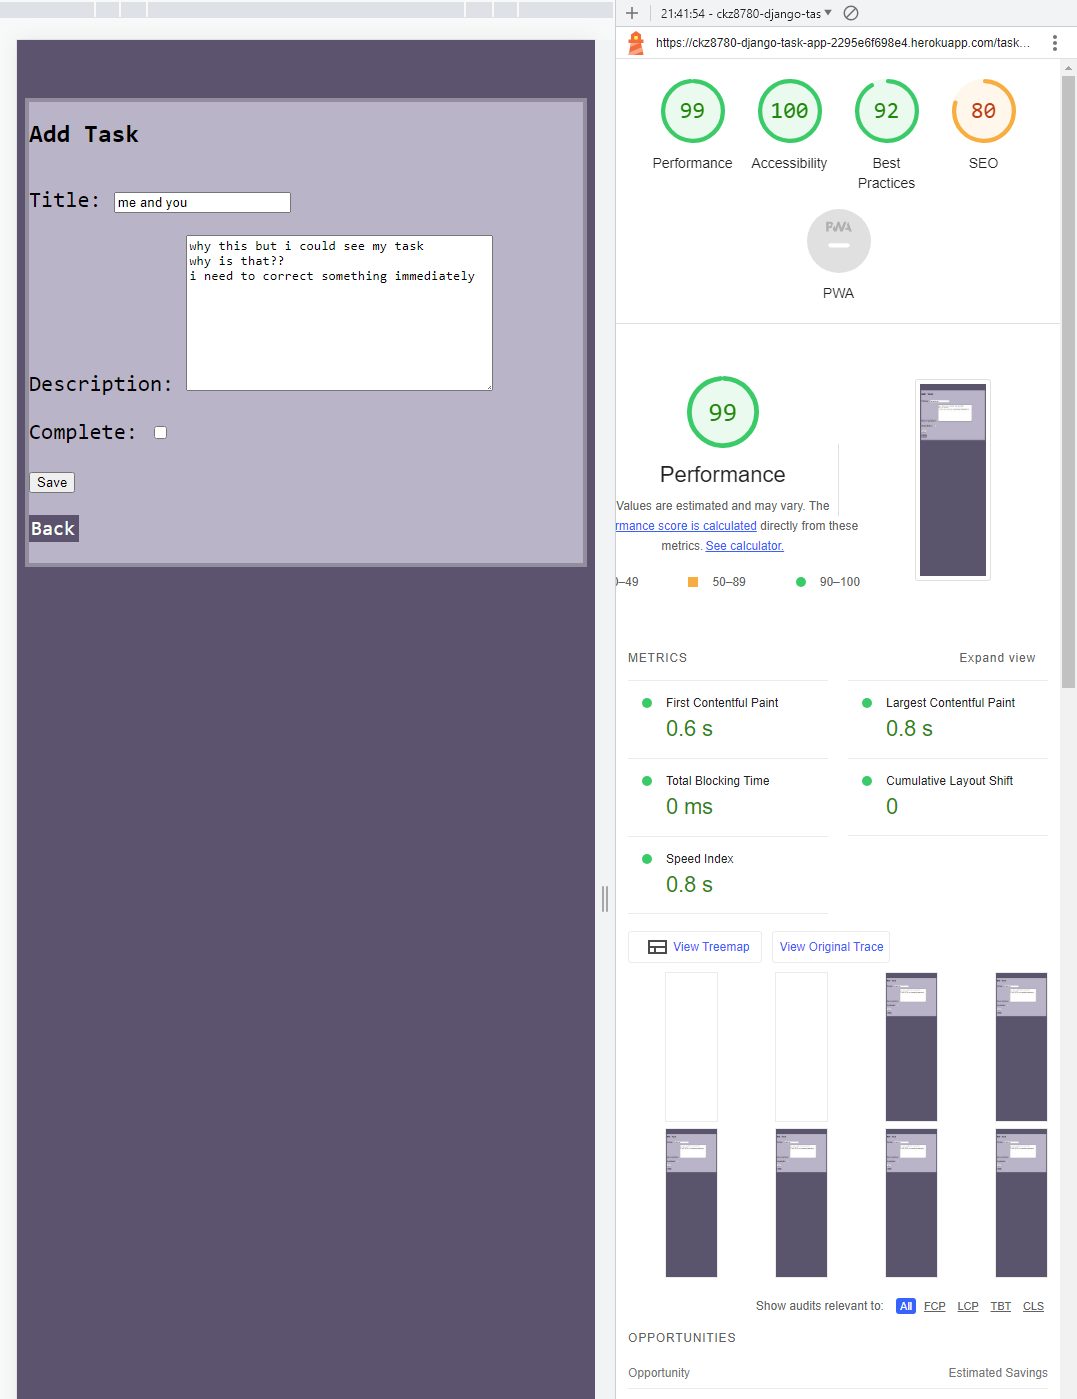 Add Task
Title: me and you
why this but i could see my task
why is that??
i need to correct something immediately
Description:
Complete:
Save
Back
21:41:54 - ckz8780-django-tas
https://ckz8780-django-task-app-2295e6f698e4.herokuapp.com/task…
99
100
92
80
Performance
Accessibility
Best
Practices
SEO
PWA
PWA
99
Performance
Values are estimated and may vary. The
rmance score is calculated directly from these
metrics. See calculator.
–49
50–89
90–100
METRICS
Expand view
First Contentful Paint
0.6 s
Largest Contentful Paint
0.8 s
Total Blocking Time
0 ms
Cumulative Layout Shift
0
Speed Index
0.8 s
View Treemap
View Original Trace
Show audits relevant to: All FCP LCP TBT CLS
OPPORTUNITIES
Opportunity
Estimated Savings